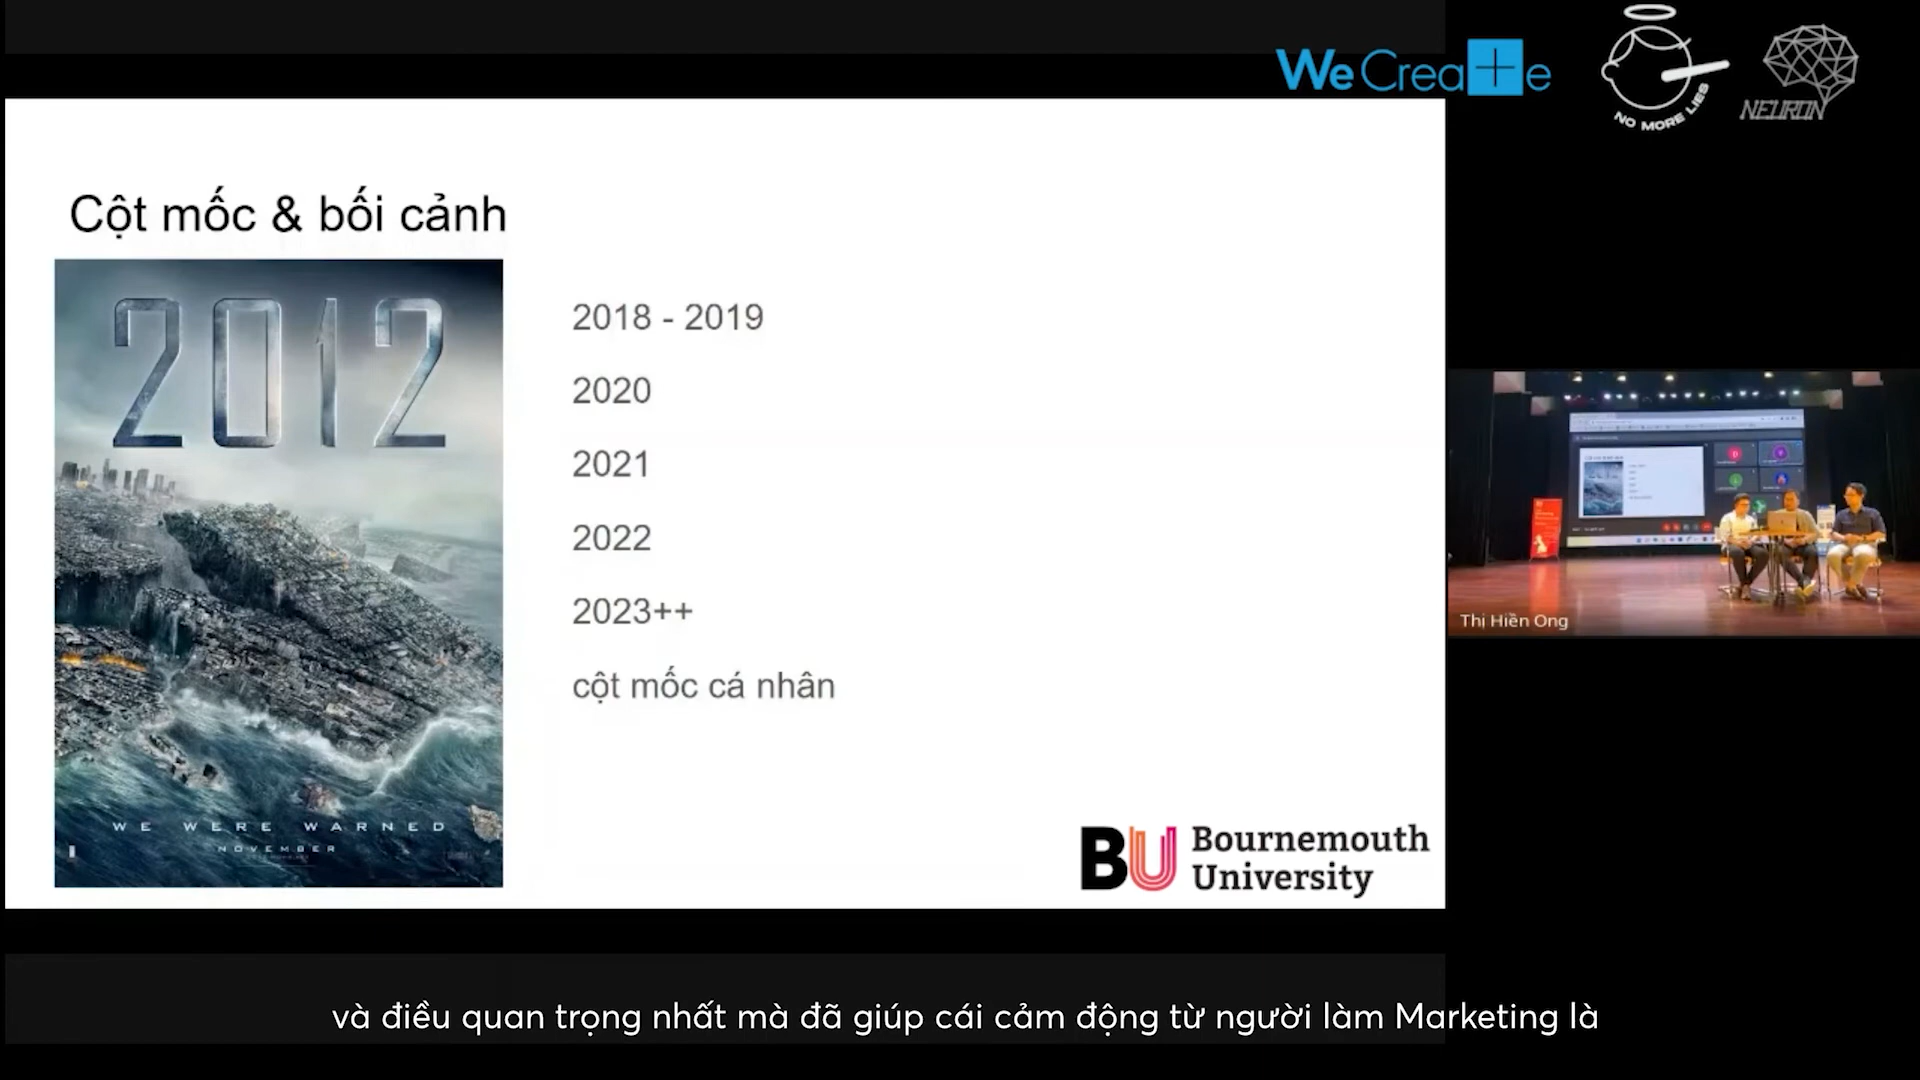 WeCreate
NO MORE LIES
NEURON
Cột mốc & bối cảnh
2012
WE WERE WARNED
NOVEMBER
2018 - 2019
2020
2021
2022
2023++
cột mốc cá nhân
BU Bournemouth
University
Thị Hiền Ong
và điều quan trọng nhất mà đã giúp cái cảm động từ người làm Marketing là